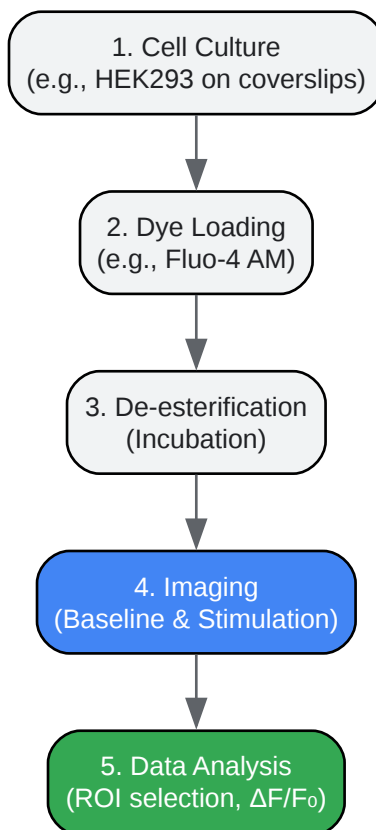 1. Cell Culture
(e.g., HEK293 on coverslips)
2. Dye Loading
(e.g., Fluo-4 AM)
3. De-esterification
(Incubation)
4. Imaging
(Baseline & Stimulation)
5. Data Analysis
(ROI selection, ΔF/F₀)